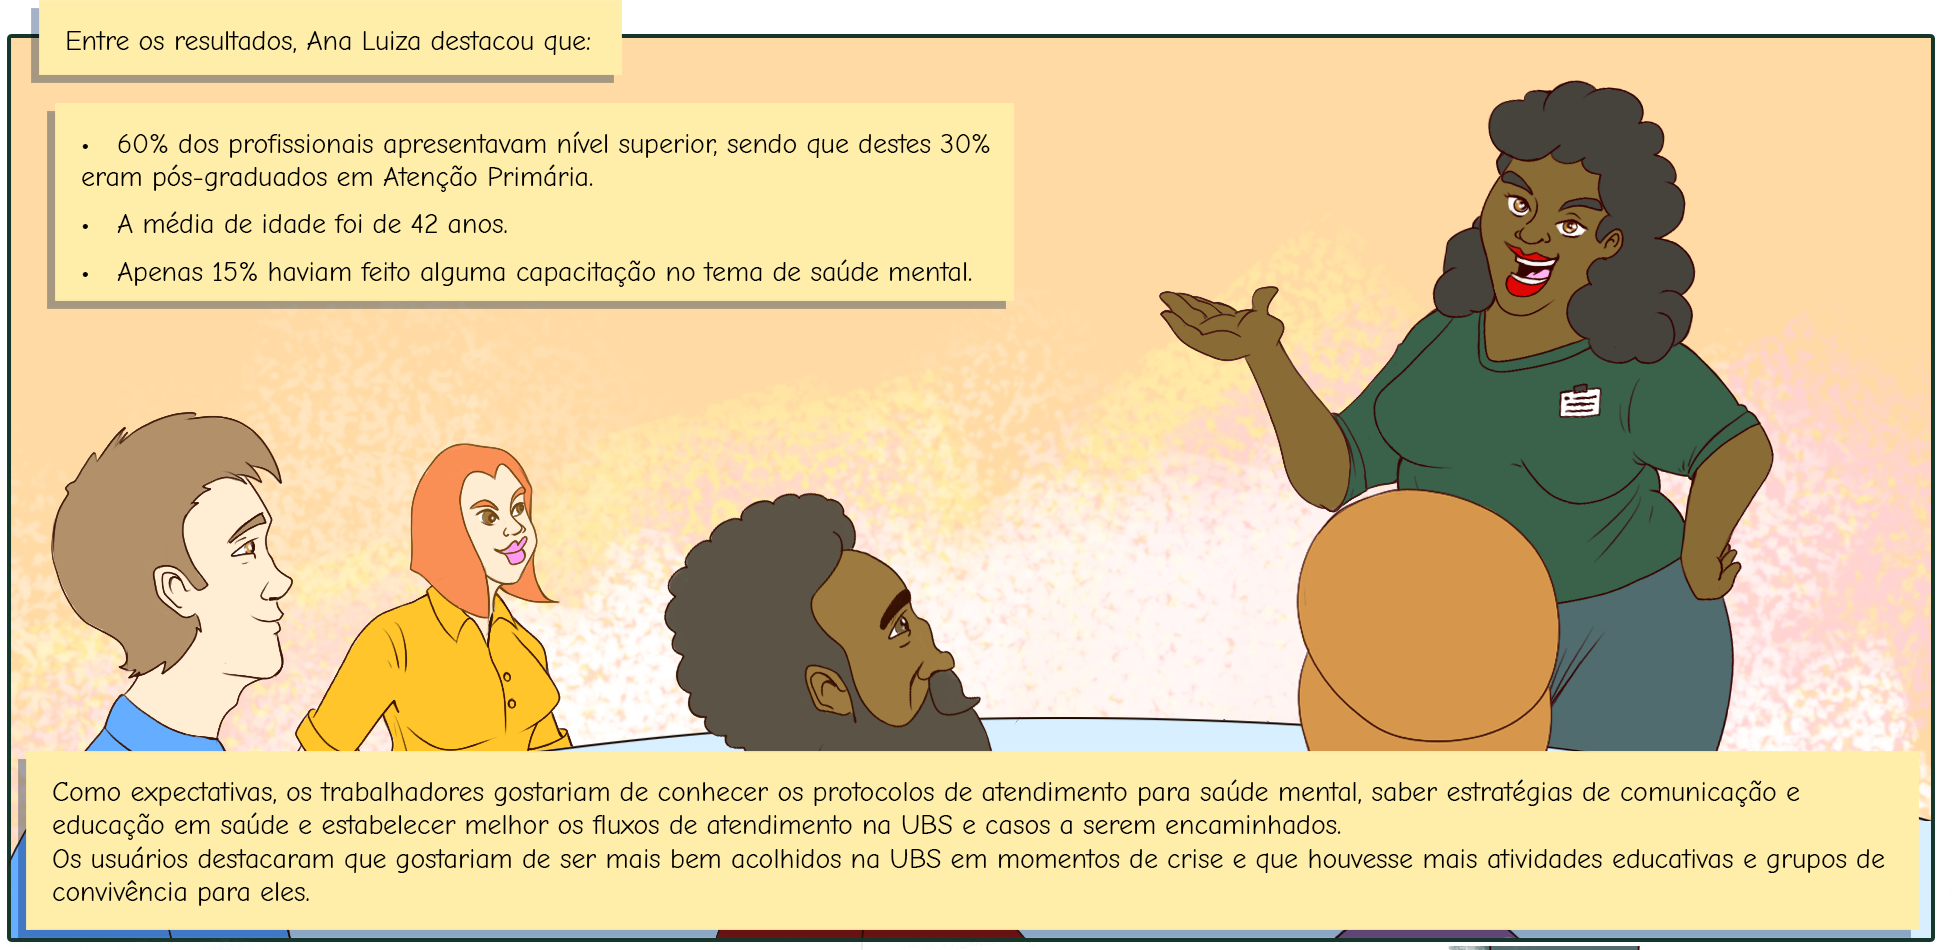 Entre os resultados, Ana Luiza destacou que:
• 60% dos profissionais apresentavam nível superior, sendo que destes 30%
eram pós-graduados em Atenção Primária.
• A média de idade foi de 42 anos.
• Apenas 15% haviam feito alguma capacitação no tema de saúde mental.
Como expectativas, os trabalhadores gostariam de conhecer os protocolos de atendimento para saúde mental, saber estratégias de comunicação e
educação em saúde e estabelecer melhor os fluxos de atendimento na UBS e casos a serem encaminhados.
Os usuários destacaram que gostariam de ser mais bem acolhidos na UBS em momentos de crise e que houvesse mais atividades educativas e grupos de
convivência para eles.